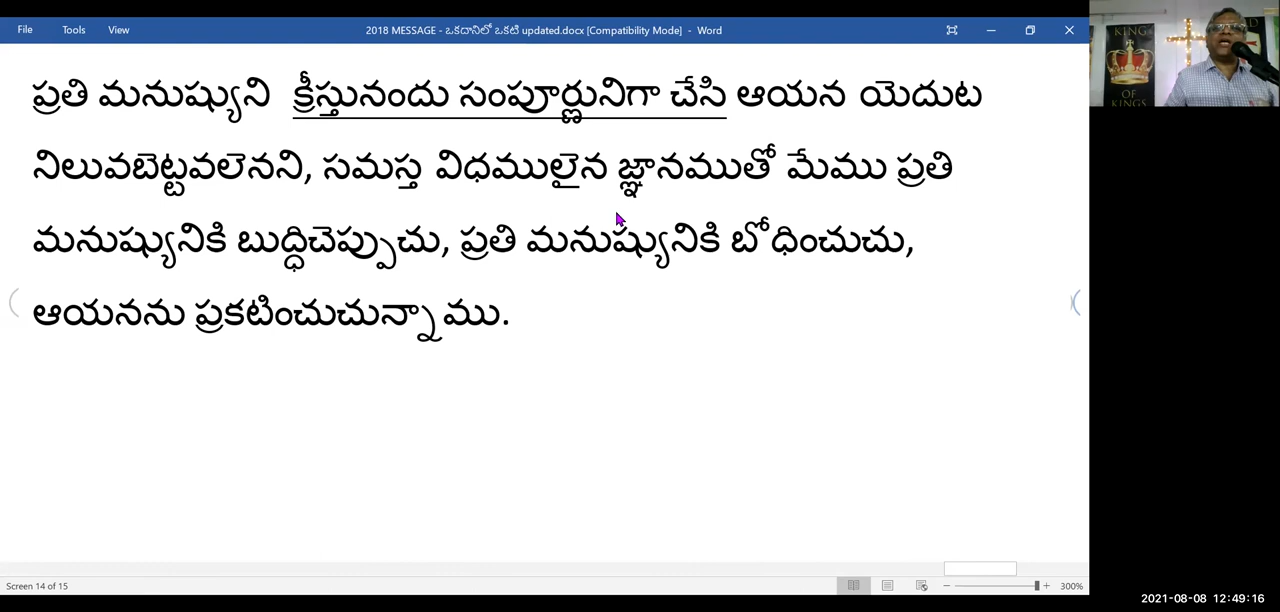 File Tools View 2018 MESSAGE - ఒకదానిలో ఒకటి updated.docx [Compatibility Mode] - Word
ప్రతి మనుష్యుని క్రీస్తునందు సంపూర్ణునిగా చేసి ఆయన యెదుట
నిలువబెట్టవలెనని, సమస్త విధములైన జ్ఞానముతో మేము ప్రతి
మనుష్యునికి బుద్ధిచెప్పుచు, ప్రతి మనుష్యునికి బోధించుచు,
ఆయనను ప్రకటించుచున్నాము.
KING
OF
KINGS
Screen 14 of 15 300%
2021-08-08 12:49:16